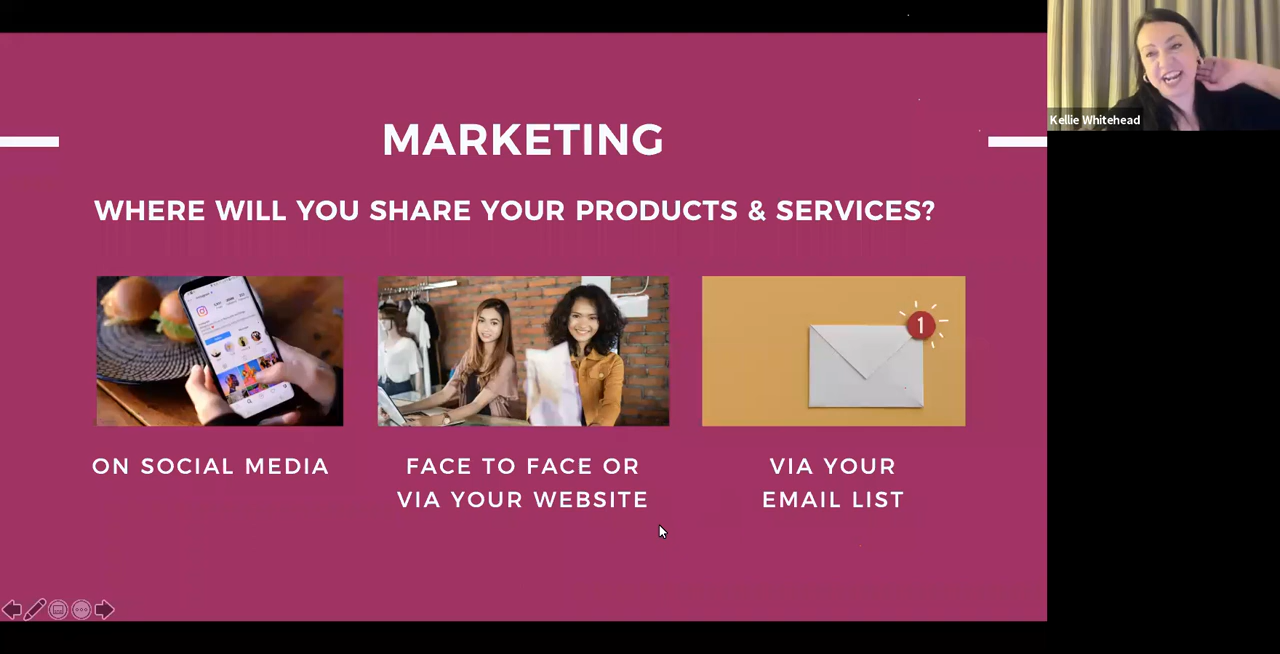 MARKETING
WHERE WILL YOU SHARE YOUR PRODUCTS & SERVICES?
1
ON SOCIAL MEDIA
FACE TO FACE OR
VIA YOUR WEBSITE
VIA YOUR
EMAIL LIST
Kellie Whitehead